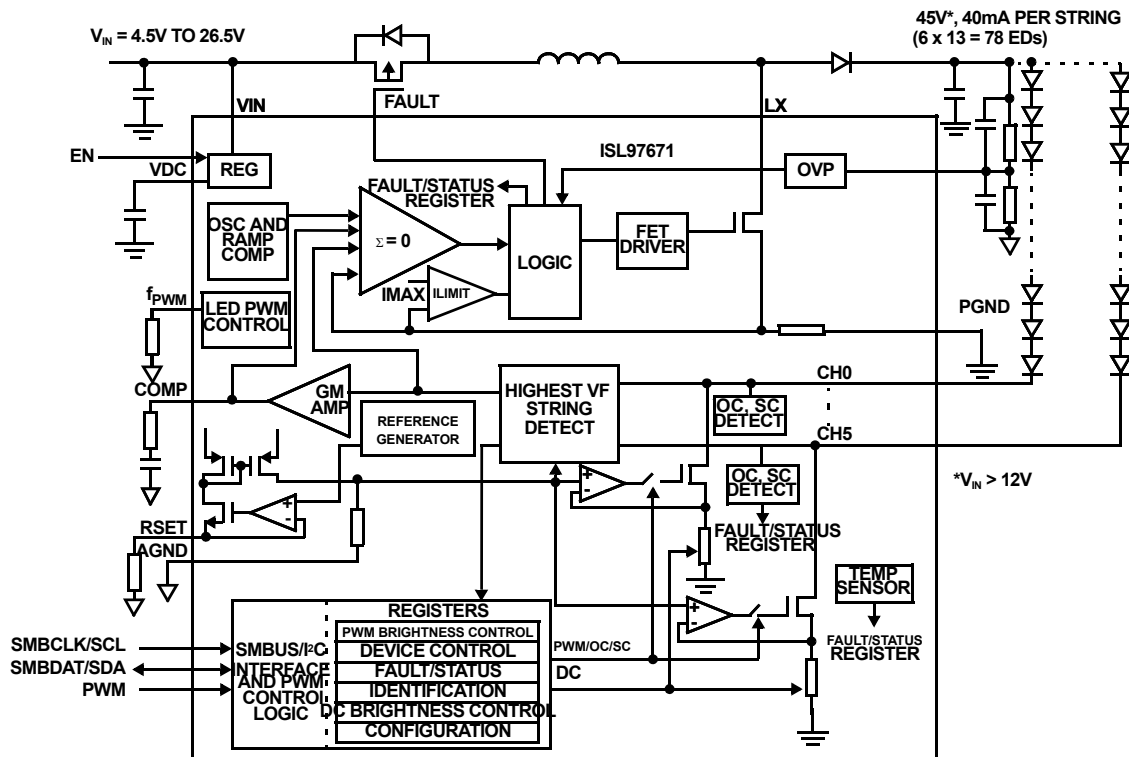 45V*, 40mA PER STRING
(6 x 13 = 78 EDs)
VIN = 4.5V TO 26.5V
FAULT
VIN
LX
EN
VDC
REG
ISL97671
OVP
FAULT/STATUS
REGISTER
OSC AND
RAMP
COMP
Σ = 0
LOGIC
FET
DRIVER
IMAX
ILIMIT
fPWM
LED PWM
CONTROL
PGND
COMP
GM
AMP
HIGHEST VF
STRING
DETECT
CH0
OC, SC
DETECT
REFERENCE
GENERATOR
CH5
+
-
OC, SC
DETECT
*VIN > 12V
+
-
RSET
AGND
FAULT/STATUS
REGISTER
TEMP
SENSOR
+
-
FAULT/STATUS
REGISTER
REGISTERS
PWM BRIGHTNESS CONTROL
DEVICE CONTROL
FAULT/STATUS
IDENTIFICATION
DC BRIGHTNESS CONTROL
CONFIGURATION
PWM/OC/SC
DC
SMBCLK/SCL
SMBDAT/SDA
PWM
SMBUS/I²C
INTERFACE
AND PWM
CONTROL
LOGIC